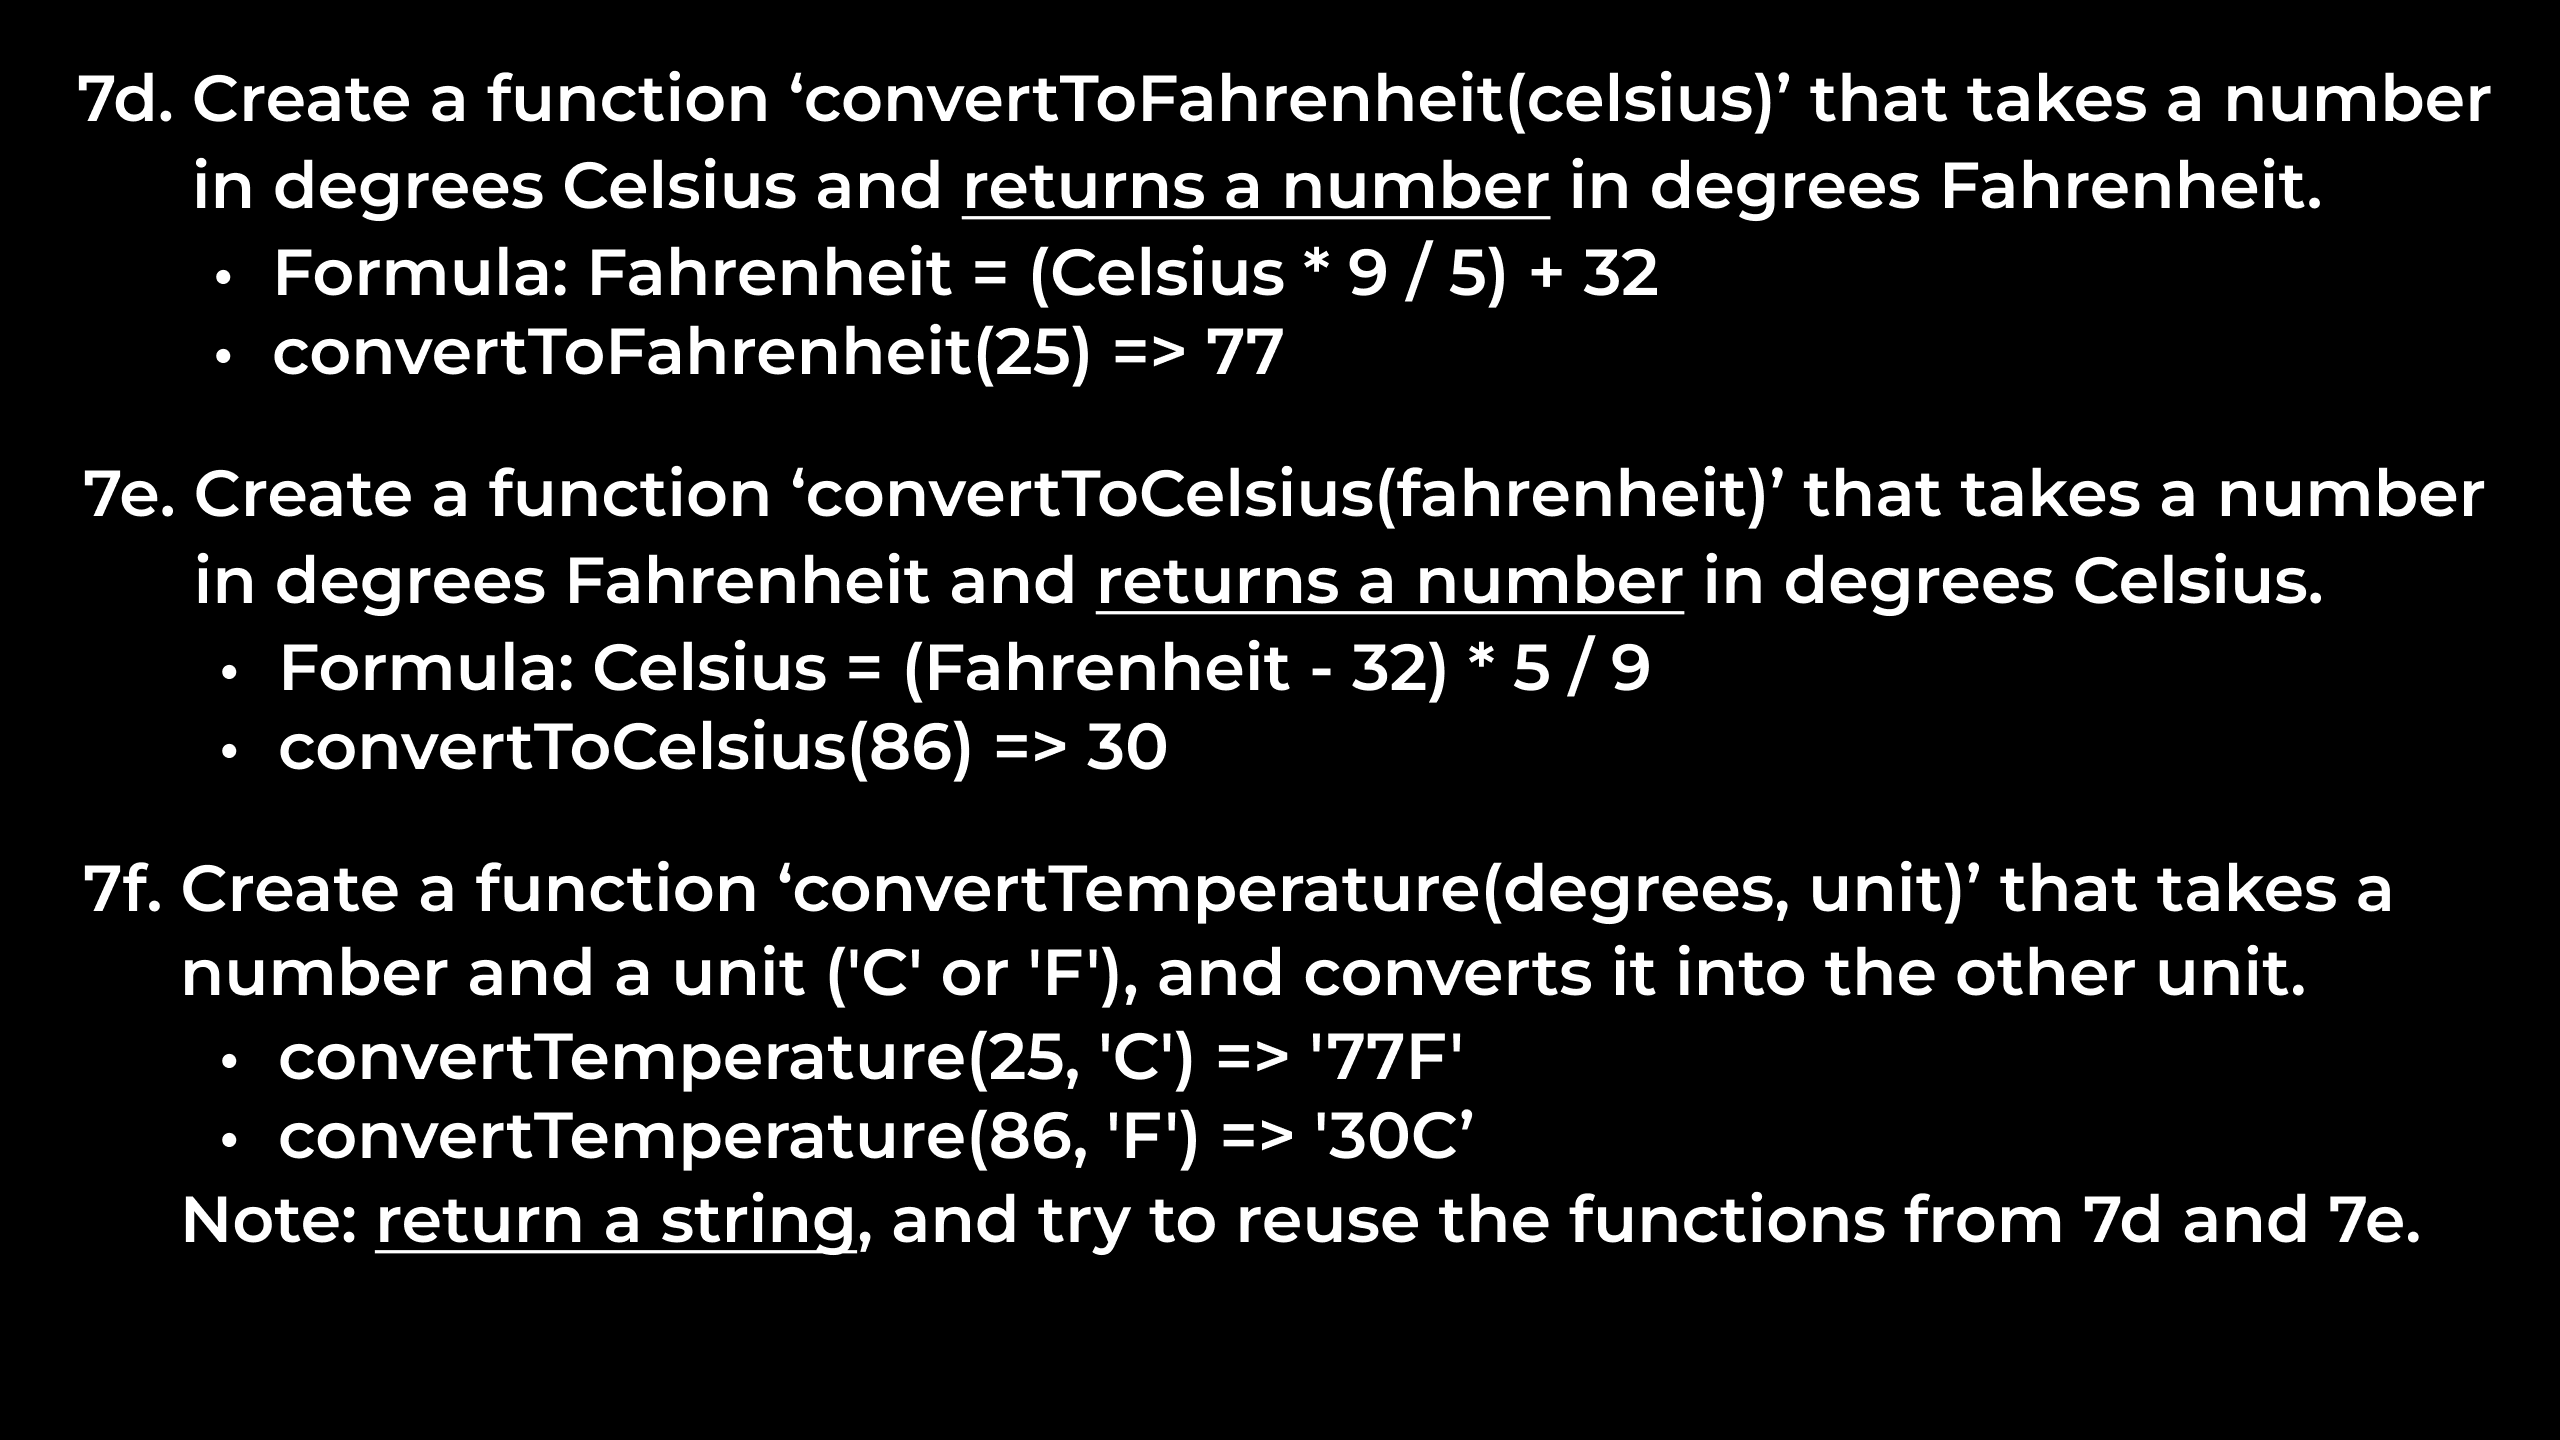 7d. Create a function ‘convertToFahrenheit(celsius)’ that takes a number
in degrees Celsius and returns a number in degrees Fahrenheit.
• Formula: Fahrenheit = (Celsius * 9 / 5) + 32
• convertToFahrenheit(25) => 77
7e. Create a function ‘convertToCelsius(fahrenheit)’ that takes a number
in degrees Fahrenheit and returns a number in degrees Celsius.
• Formula: Celsius = (Fahrenheit - 32) * 5 / 9
• convertToCelsius(86) => 30
7f. Create a function ‘convertTemperature(degrees, unit)’ that takes a
number and a unit ('C' or 'F'), and converts it into the other unit.
• convertTemperature(25, 'C') => '77F'
• convertTemperature(86, 'F') => '30C’
Note: return a string, and try to reuse the functions from 7d and 7e.